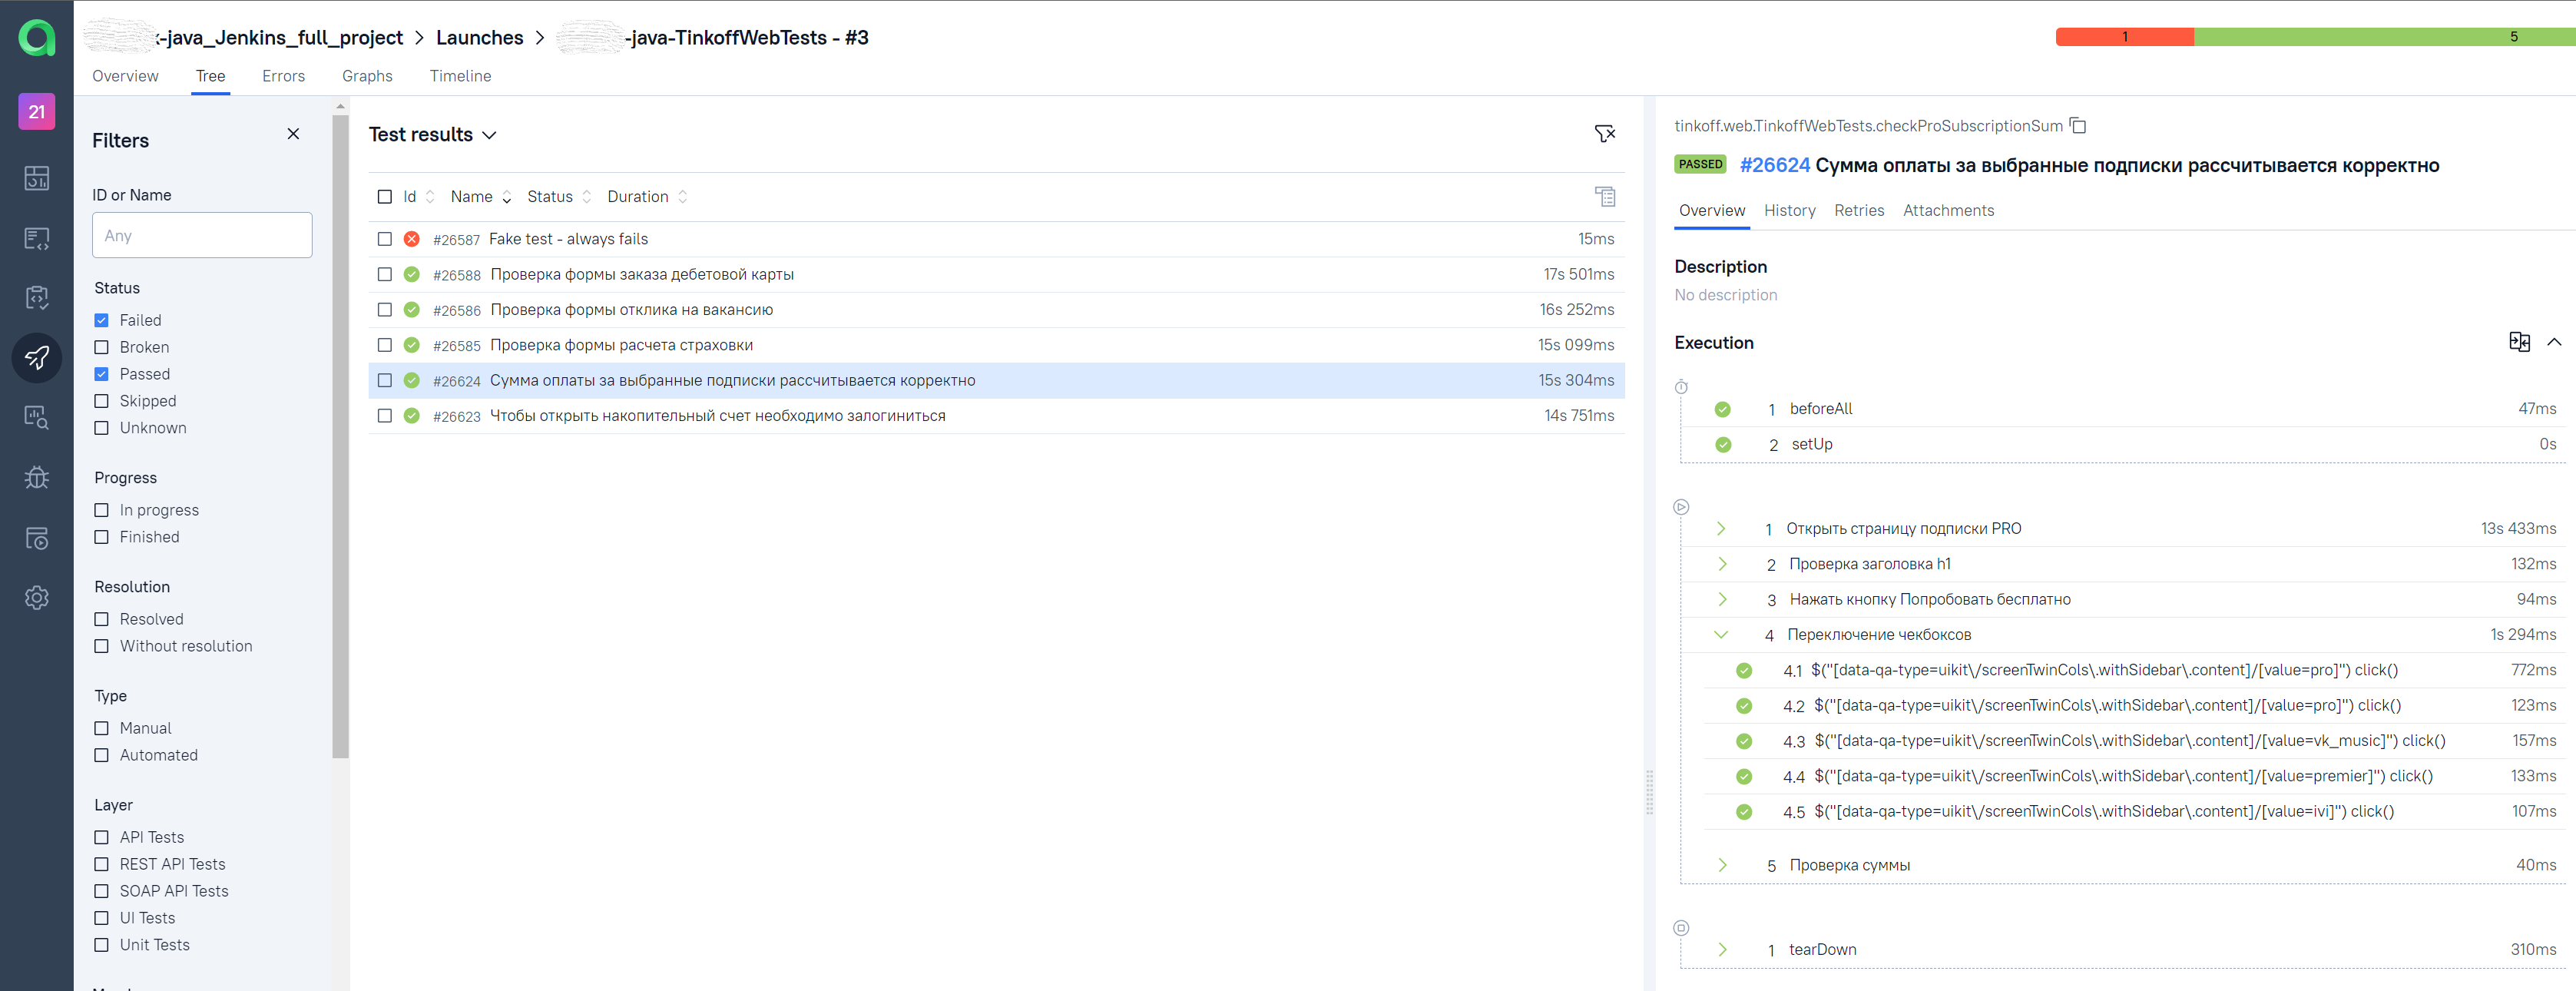 -java_Jenkins_full_project > Launches > -java-TinkoffWebTests - #3
1 5
Overview Tree Errors Graphs Timeline
21
Filters
ID or Name
Any
Status
Failed
Broken
Passed
Skipped
Unknown
Progress
In progress
Finished
Resolution
Resolved
Without resolution
Type
Manual
Automated
Layer
API Tests
REST API Tests
SOAP API Tests
UI Tests
Unit Tests
Test results
Id Name Status Duration
#26587 Fake test - always fails 15ms
#26588 Проверка формы заказа дебетовой карты 17s 501ms
#26586 Проверка формы отклика на вакансию 16s 252ms
#26585 Проверка формы расчета страховки 15s 099ms
#26624 Сумма оплаты за выбранные подписки рассчитывается корректно 15s 304ms
#26623 Чтобы открыть накопительный счет необходимо залогиниться 14s 751ms
tinkoff.web.TinkoffWebTests.checkProSubscriptionSum
PASSED #26624 Сумма оплаты за выбранные подписки рассчитывается корректно
Overview History Retries Attachments
Description
No description
Execution
1 beforeAll 47ms
2 setUp 0s
1 Открыть страницу подписки PRO 13s 433ms
2 Проверка заголовка h1 132ms
3 Нажать кнопку Попробовать бесплатно 94ms
4 Переключение чекбоксов 1s 294ms
4.1 $("[data-qa-type=uikit\/screenTwinCols\.withSidebar\.content]/[value=pro]") click() 772ms
4.2 $("[data-qa-type=uikit\/screenTwinCols\.withSidebar\.content]/[value=pro]") click() 123ms
4.3 $("[data-qa-type=uikit\/screenTwinCols\.withSidebar\.content]/[value=vk_music]") click() 157ms
4.4 $("[data-qa-type=uikit\/screenTwinCols\.withSidebar\.content]/[value=premier]") click() 133ms
4.5 $("[data-qa-type=uikit\/screenTwinCols\.withSidebar\.content]/[value=ivi]") click() 107ms
5 Проверка суммы 40ms
1 tearDown 310ms